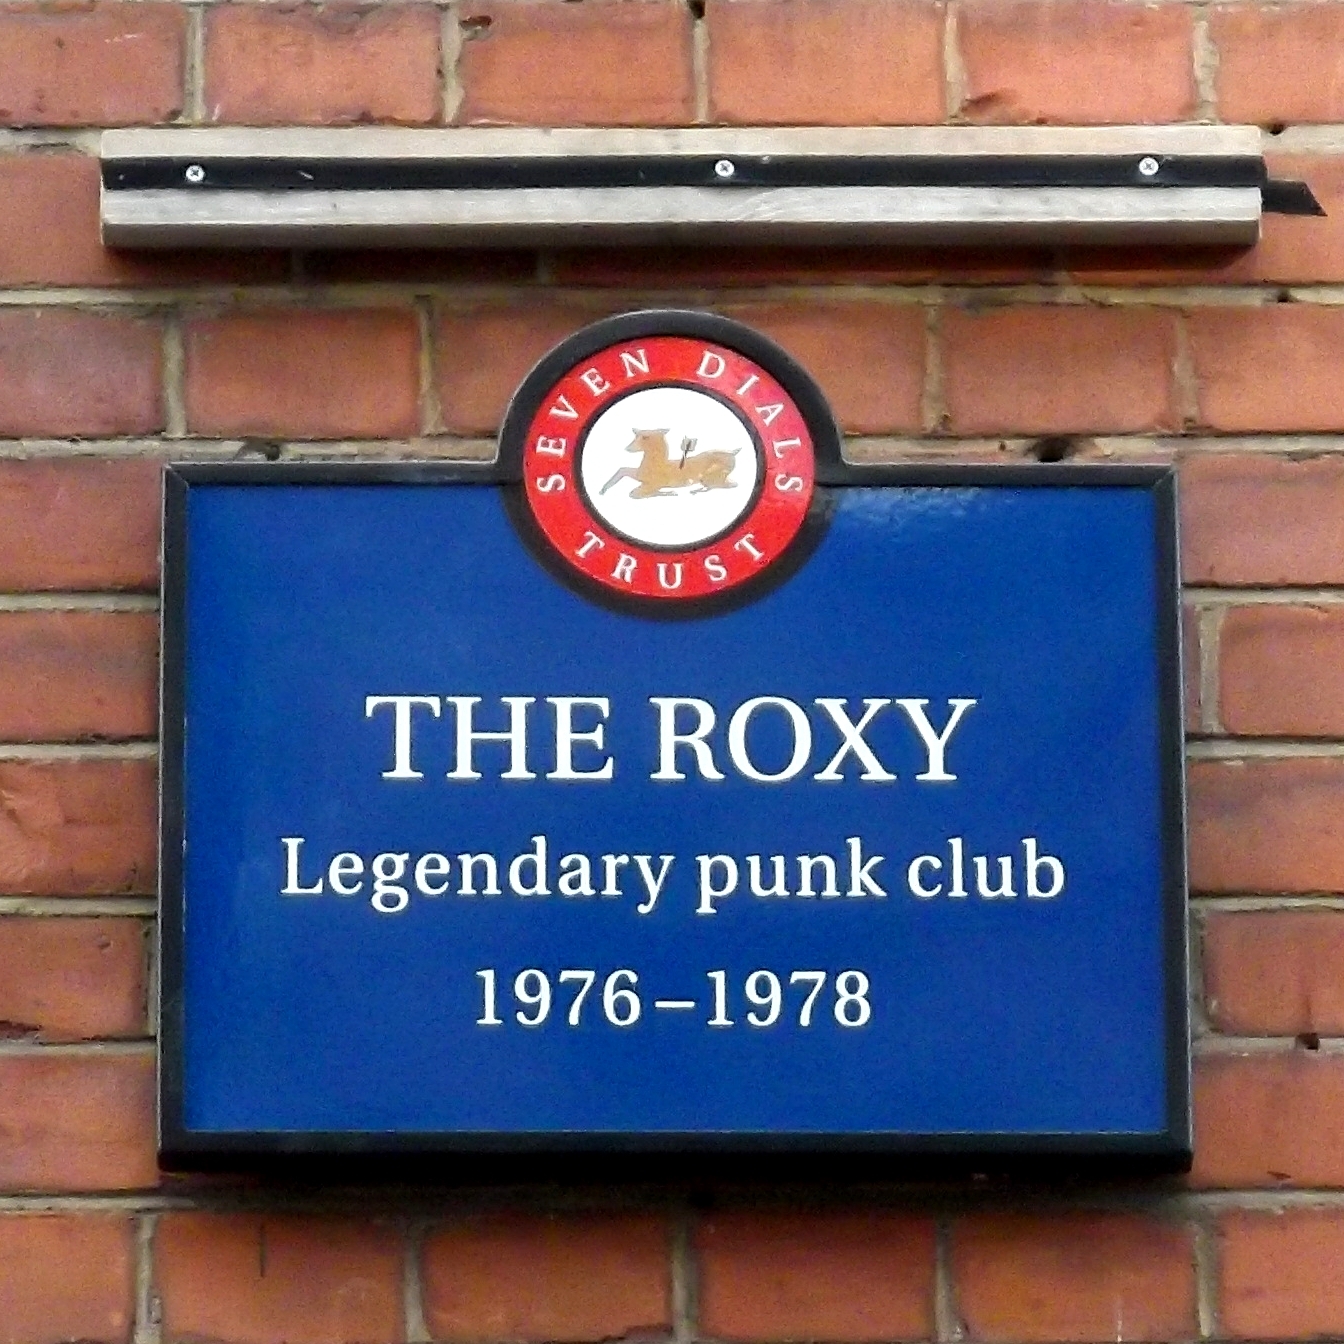 SEVEN DIALS
TRUST
THE ROXY
Legendary punk club
1976–1978